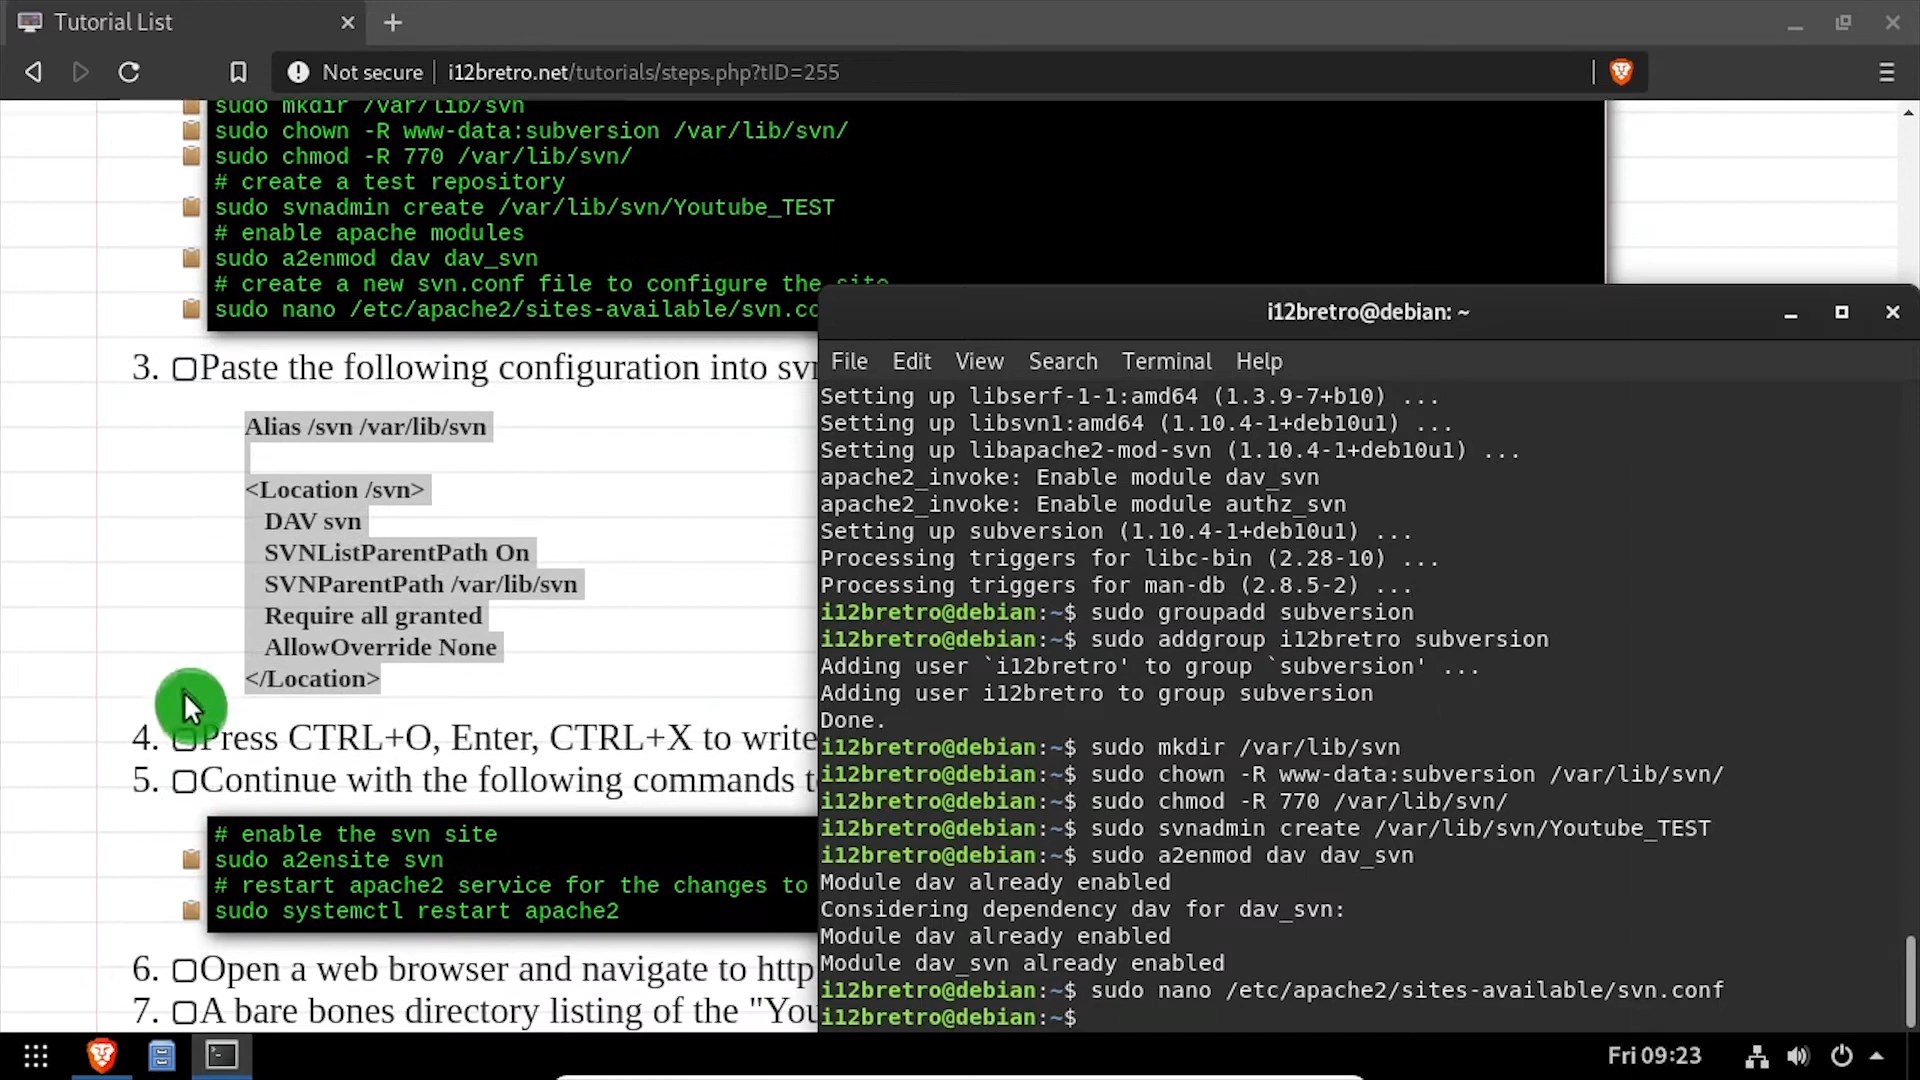 Tutorial List
Not secure
i12bretro.net/tutorials/steps.php?tID=255
sudo mkdir /var/lib/svn
sudo chown -R www-data:subversion /var/lib/svn/
sudo chmod -R 770 /var/lib/svn/
# create a test repository
sudo svnadmin create /var/lib/svn/Youtube_TEST
# enable apache modules
sudo a2enmod dav dav_svn
# create a new svn.conf file to configure the site
sudo nano /etc/apache2/sites-available/svn.co
3. Paste the following configuration into svn
Alias /svn /var/lib/svn
<Location /svn>
DAV svn
SVNListParentPath On
SVNParentPath /var/lib/svn
Require all granted
AllowOverride None
</Location>
4. Press CTRL+O, Enter, CTRL+X to write
5. Continue with the following commands to
# enable the svn site
sudo a2ensite svn
# restart apache2 service for the changes to
sudo systemctl restart apache2
6. Open a web browser and navigate to http
7. A bare bones directory listing of the "You
i12bretro@debian: ~
File Edit View Search Terminal Help
Setting up libserf-1-1:amd64 (1.3.9-7+b10) ...
Setting up libsvn1:amd64 (1.10.4-1+deb10u1) ...
Setting up libapache2-mod-svn (1.10.4-1+deb10u1) ...
apache2_invoke: Enable module dav_svn
apache2_invoke: Enable module authz_svn
Setting up subversion (1.10.4-1+deb10u1) ...
Processing triggers for libc-bin (2.28-10) ...
Processing triggers for man-db (2.8.5-2) ...
i12bretro@debian:~$ sudo groupadd subversion
i12bretro@debian:~$ sudo addgroup i12bretro subversion
Adding user `i12bretro' to group `subversion' ...
Adding user i12bretro to group subversion
Done.
i12bretro@debian:~$ sudo mkdir /var/lib/svn
i12bretro@debian:~$ sudo chown -R www-data:subversion /var/lib/svn/
i12bretro@debian:~$ sudo chmod -R 770 /var/lib/svn/
i12bretro@debian:~$ sudo svnadmin create /var/lib/svn/Youtube_TEST
i12bretro@debian:~$ sudo a2enmod dav dav_svn
Module dav already enabled
Considering dependency dav for dav_svn:
Module dav already enabled
Module dav_svn already enabled
i12bretro@debian:~$ sudo nano /etc/apache2/sites-available/svn.conf
i12bretro@debian:~$
Fri 09:23